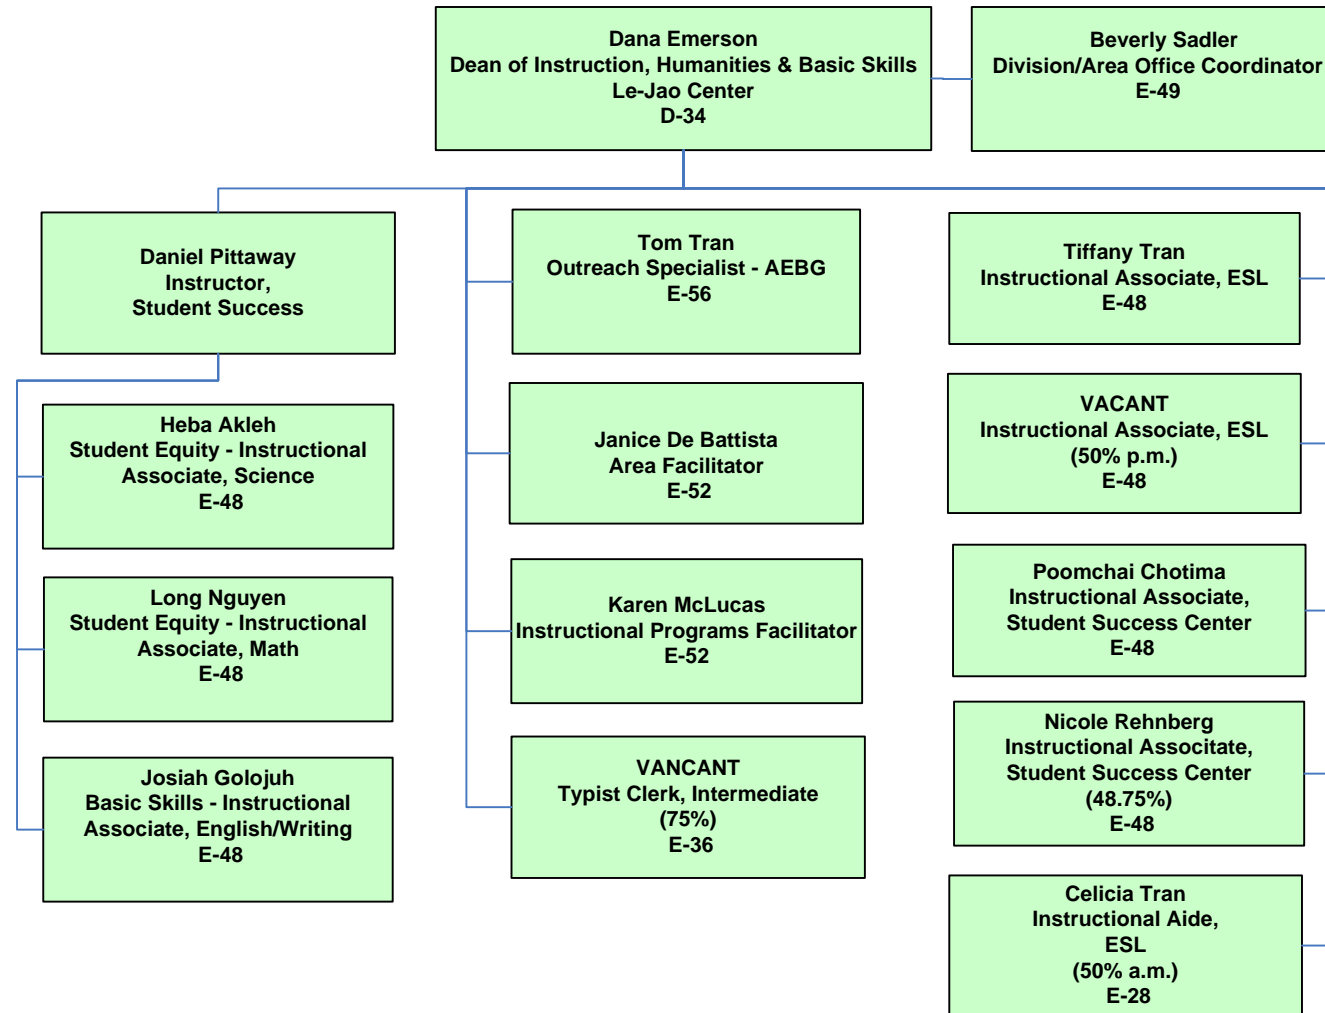 Dana Emerson
Dean of Instruction, Humanities & Basic Skills
Le-Jao Center
D-34
Beverly Sadler
Division/Area Office Coordinator
E-49
Daniel Pittaway
Instructor,
Student Success
Heba Akleh
Student Equity - Instructional
Associate, Science
E-48
Long Nguyen
Student Equity - Instructional
Associate, Math
E-48
Josiah Golojuh
Basic Skills - Instructional
Associate, English/Writing
E-48
Tom Tran
Outreach Specialist - AEBG
E-56
Janice De Battista
Area Facilitator
E-52
Karen McLucas
Instructional Programs Facilitator
E-52
VANCANT
Typist Clerk, Intermediate
(75%)
E-36
Tiffany Tran
Instructional Associate, ESL
E-48
VACANT
Instructional Associate, ESL
(50% p.m.)
E-48
Poomchai Chotima
Instructional Associate,
Student Success Center
E-48
Nicole Rehnberg
Instructional Associtate,
Student Success Center
(48.75%)
E-48
Celicia Tran
Instructional Aide,
ESL
(50% a.m.)
E-28